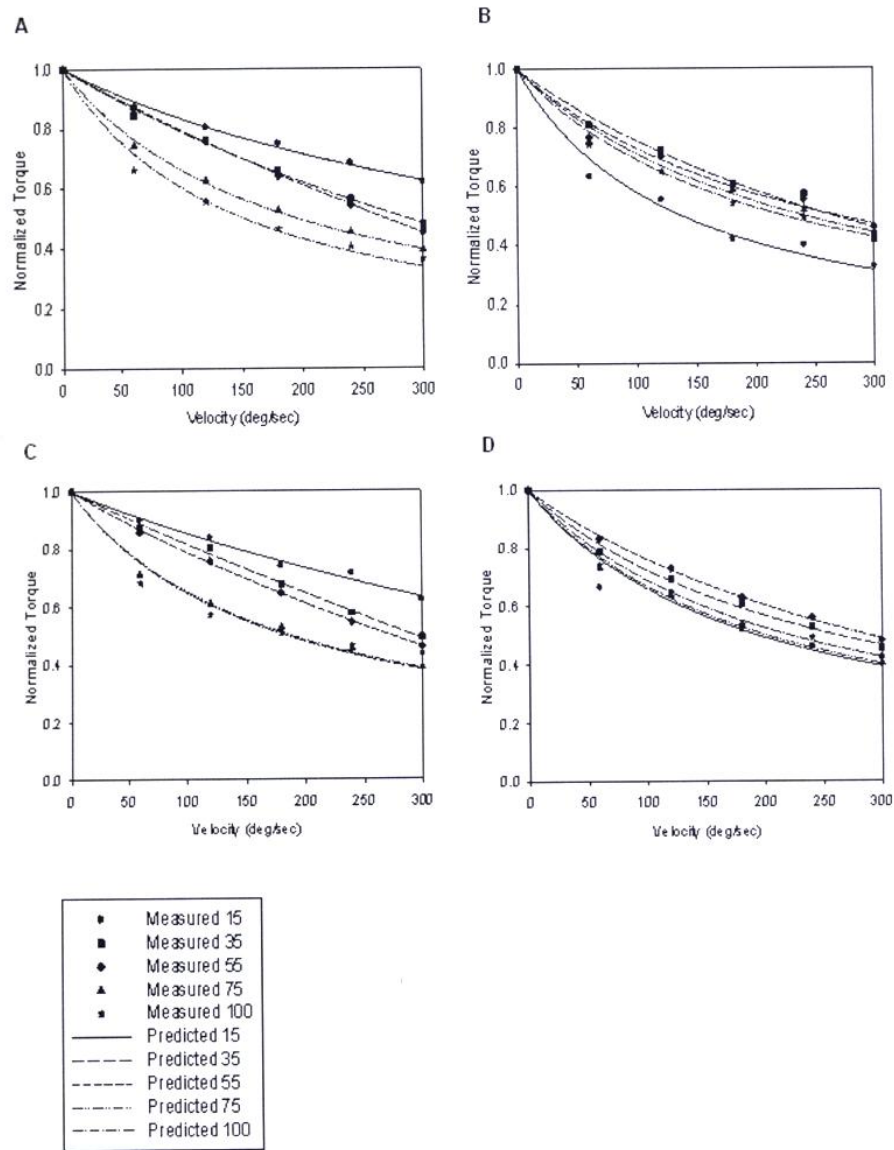 A
1.0
0.8
0.6
0.4
0.2
0.0
Normalized Torque
0 50 100 150 200 250 300
Velocity (deg/sec)
B
1.0
0.8
0.6
0.4
0.2
0.0
Normalized Torque
0 50 100 150 200 250 300
Velocity (deg/sec)
C
1.0
0.8
0.6
0.4
0.2
0.0
Normalized Torque
0 50 100 150 200 250 300
Velocity (deg/sec)
D
1.0
0.8
0.6
0.4
0.2
0.0
Normalized Torque
0 50 100 150 200 250 300
Velocity (deg/sec)
Measured 15
Measured 35
Measured 55
Measured 75
Measured 100
Predicted 15
Predicted 35
Predicted 55
Predicted 75
Predicted 100